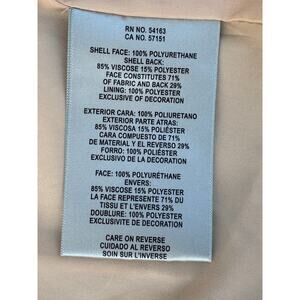 RN NO. 54163
CA NO. 57151
SHELL FACE: 100% POLYURETHANE
SHELL BACK:
85% VISCOSE 15% POLYESTER
FACE CONSTITUTES 71%
OF FABRIC AND BACK 29%
LINING: 100% POLYESTER
EXCLUSIVE OF DECORATION
EXTERIOR CARA: 100% POLIURETANO
EXTERIOR PARTE ATRAS:
85% VISCOSA 15% POLIÉSTER
CARA COMPUESTO DE 71%
DE MATERIAL Y EL REVERSO 29%
FORRO: 100% POLIÉSTER
EXCLUSIVO DE LA DECORACIÓN
FACE: 100% POLYURÉTHANE
ENVERS:
85% VISCOSE 15% POLYESTER
LA FACE REPRÉSENTE 71% DU
TISSU ET L'ENVERS 29%
DOUBLURE: 100% POLYESTER
EXCLUSIVITÉ DE DÉCORATION
CARE ON REVERSE
CUIDADO AL REVERSO
SOIN SUR L'INVERSE